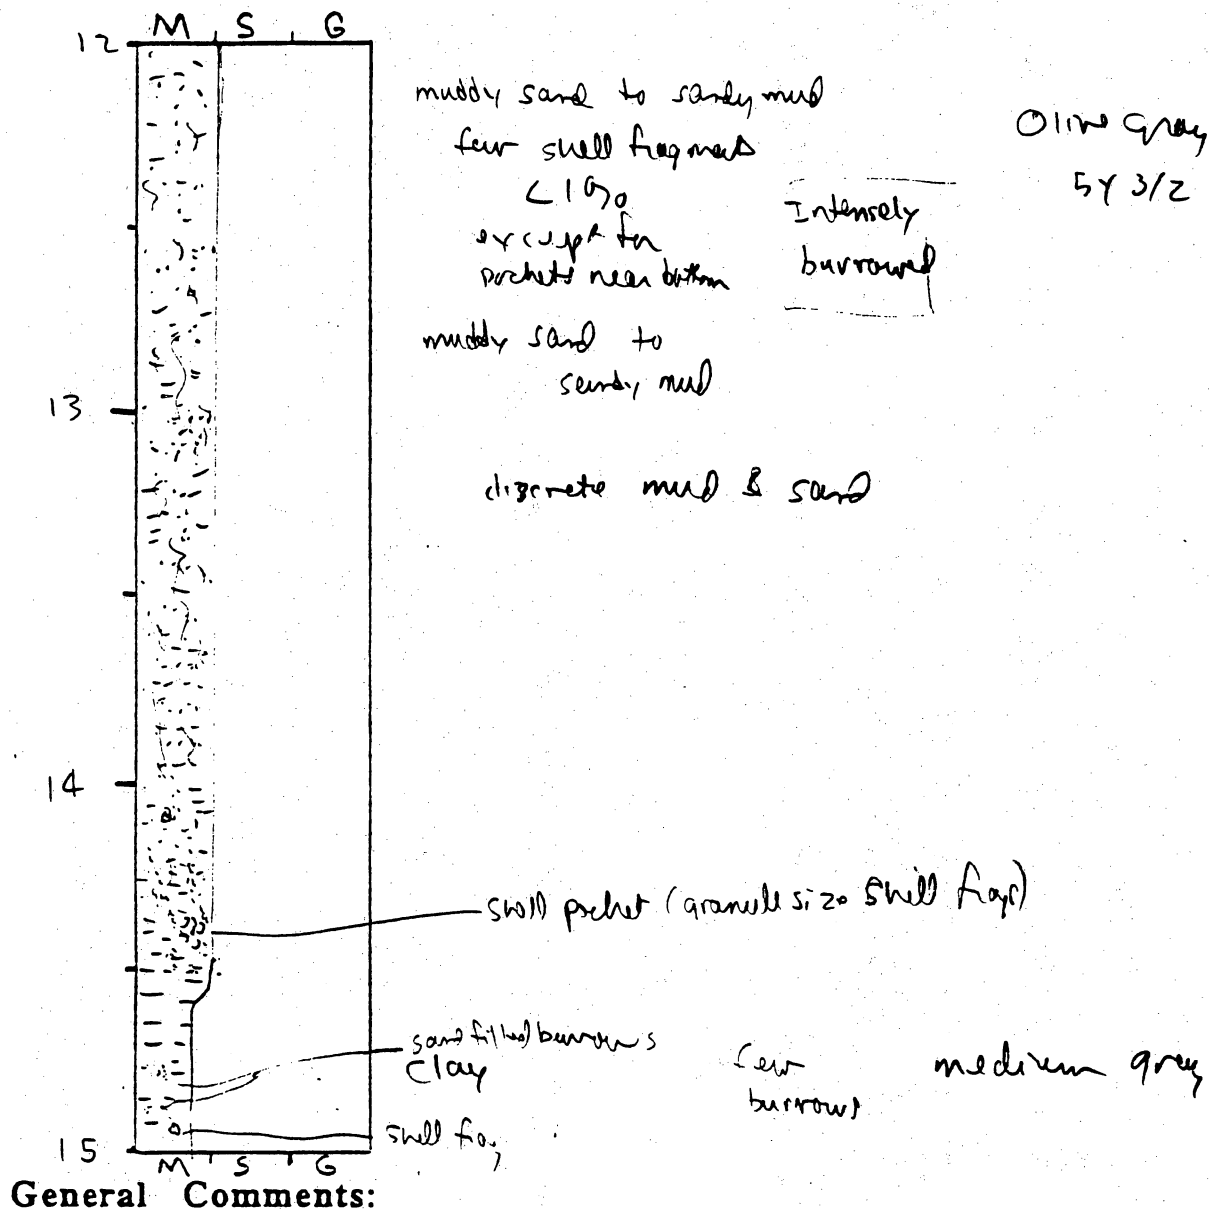 M S G
12
muddy sand to sandy mud
few shell fragments
<1%
except for
pockets near bottom
Intensely
burrowed
Olive Gray
5Y 3/2
muddy sand to
sandy mud
13
discrete mud & sand
14
shell pocket (granule size shell frags)
sand filled burrows
clay
few
burrows
medium gray
shell frag
15
M S G
General Comments: